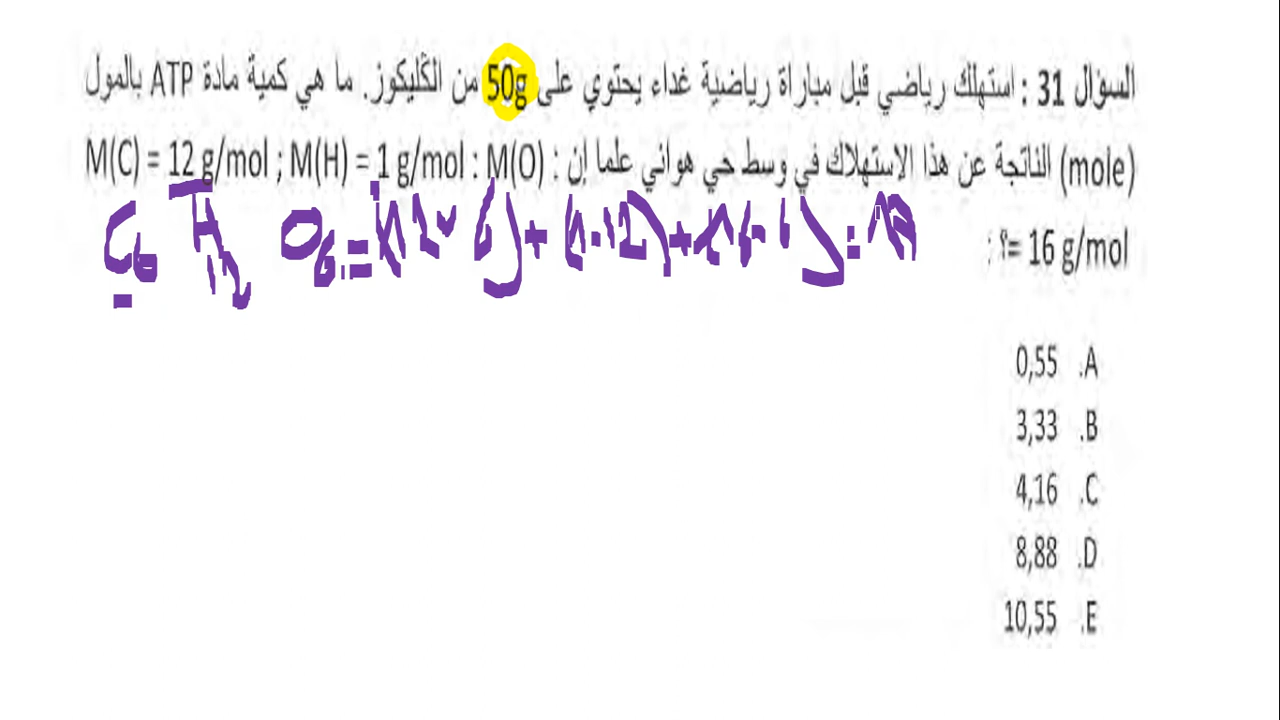 السؤال 31 : استهلك رياضي قبل مباراة رياضية غداء يحتوي على 50g من الكليكوز. ما هي كمية مادة ATP بالمول
(mole) الناتجة عن هذا الاستهلاك في وسط حي هوائي علما إن : M(C) = 12 g/mol ; M(H) = 1 g/mol : M(O)
= 16 g/mol؟ :
C6 H12 O6 =
A. 0,55
B. 3,33
C. 4,16
D. 8,88
E. 10,55